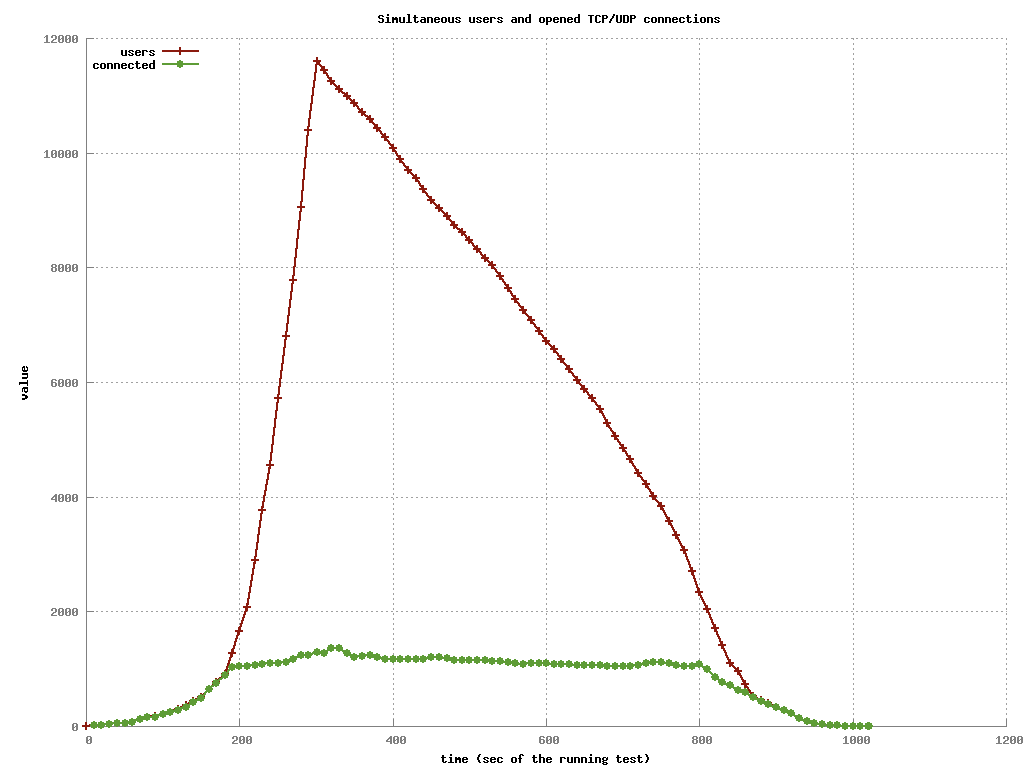 Simultaneous users and opened TCP/UDP connections
12000
users
connected
10000
8000
6000
value
4000
2000
0
0 200 400 600 800 1000 1200
time (sec of the running test)